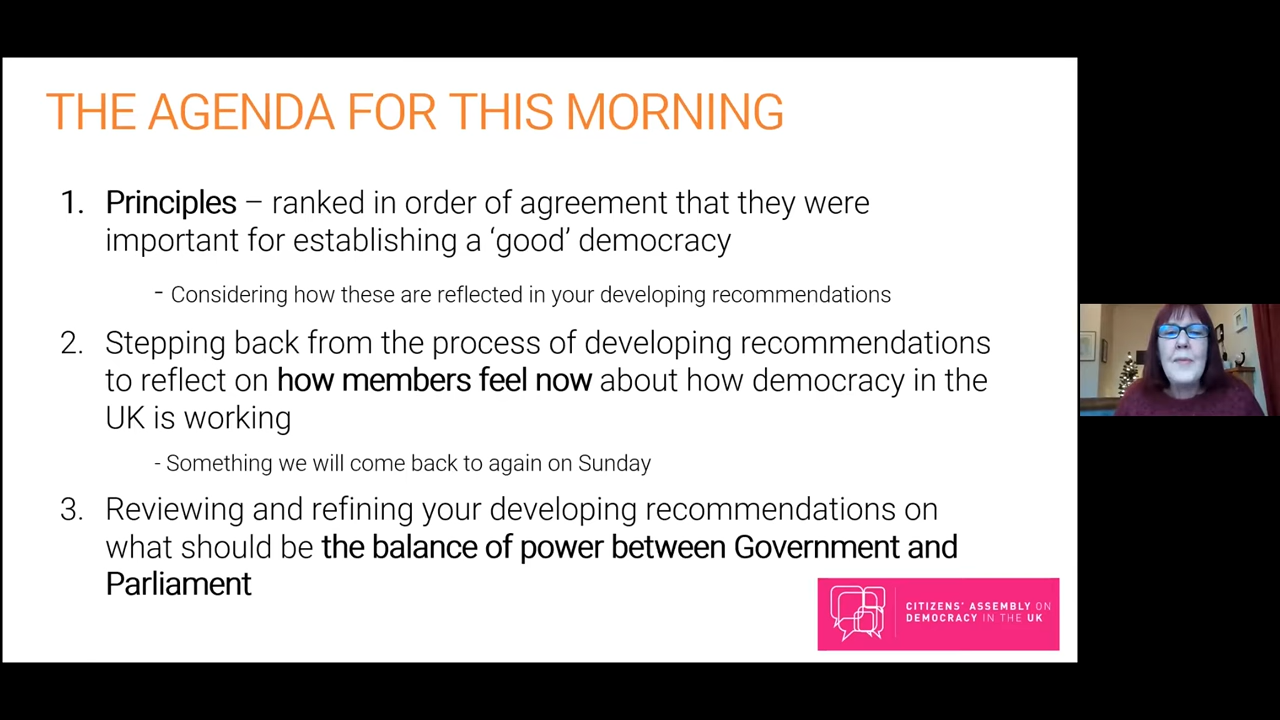 THE AGENDA FOR THIS MORNING
1. Principles – ranked in order of agreement that they were
important for establishing a ‘good’ democracy
- Considering how these are reflected in your developing recommendations
2. Stepping back from the process of developing recommendations
to reflect on how members feel now about how democracy in the
UK is working
- Something we will come back to again on Sunday
3. Reviewing and refining your developing recommendations on
what should be the balance of power between Government and
Parliament
CITIZENS’ ASSEMBLY ON
DEMOCRACY IN THE UK